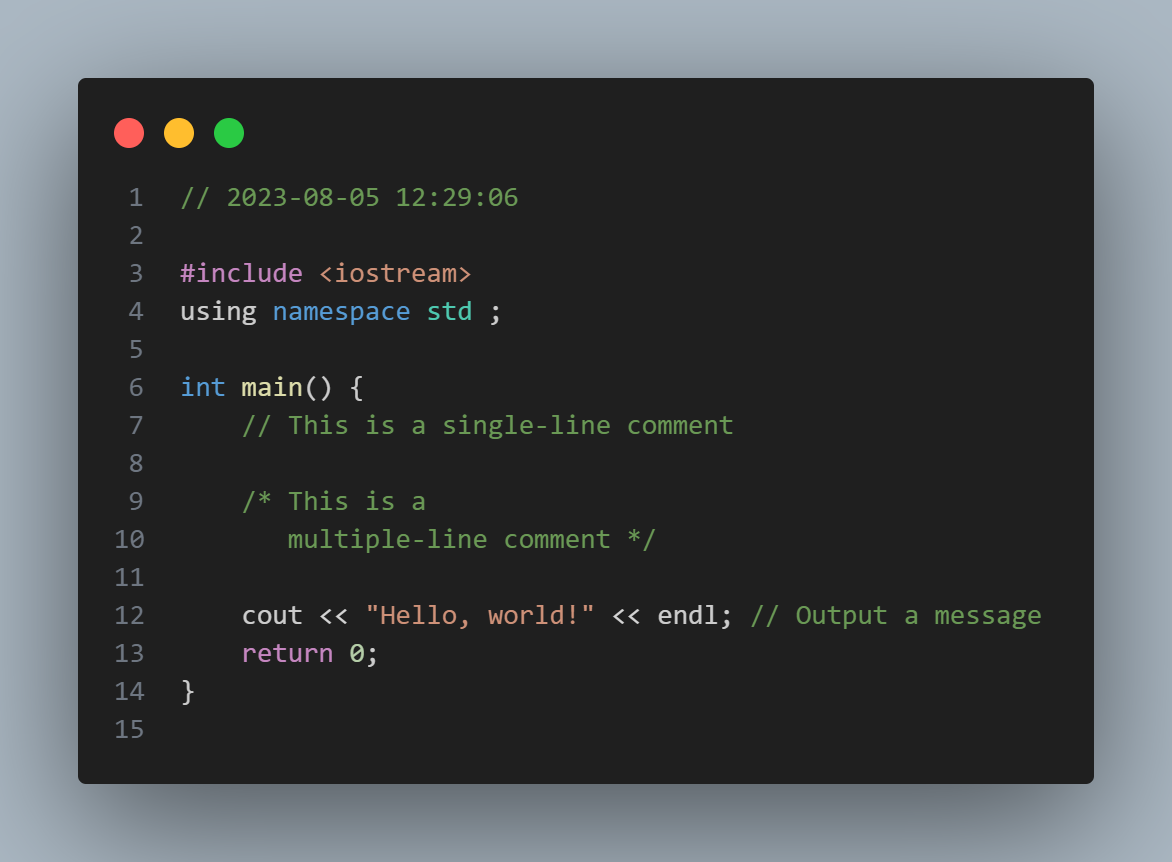 1 // 2023-08-05 12:29:06
2
3 #include <iostream>
4 using namespace std ;
5
6 int main() {
7     // This is a single-line comment
8
9     /* This is a
10        multiple-line comment */
11
12     cout << "Hello, world!" << endl; // Output a message
13     return 0;
14 }
15